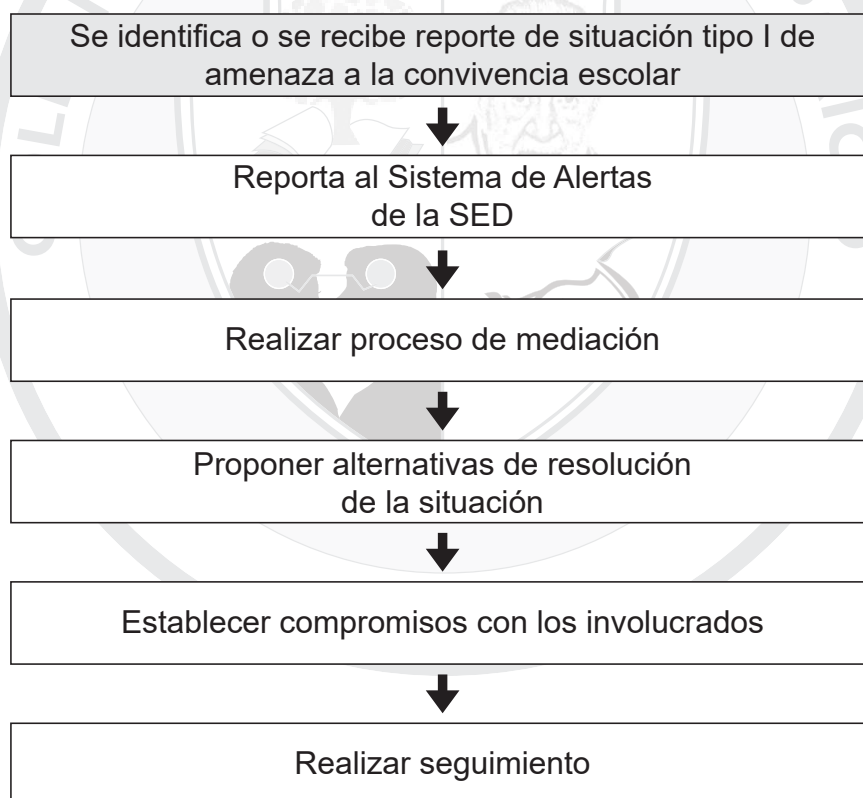 Se identifica o se recibe reporte de situación tipo I de
amenaza a la convivencia escolar
Reporta al Sistema de Alertas
de la SED
Realizar proceso de mediación
Proponer alternativas de resolución
de la situación
Establecer compromisos con los involucrados
Realizar seguimiento